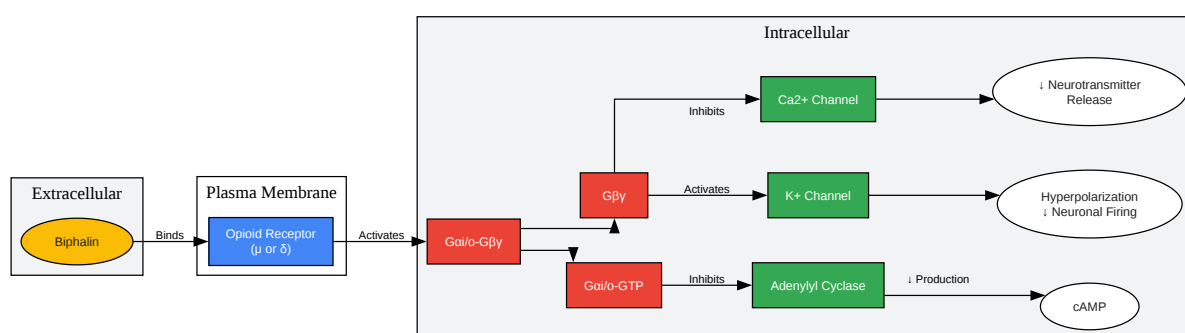 Intracellular
Ca2+ Channel
↓ Neurotransmitter
Release
Inhibits
Extracellular
Plasma Membrane
Gβγ
Activates
K+ Channel
Hyperpolarization
↓ Neuronal Firing
Biphalin
Binds
Opioid Receptor
(μ or δ)
Activates
Gαi/o-Gβγ
Gαi/o-GTP
Inhibits
Adenylyl Cyclase
↓ Production
cAMP